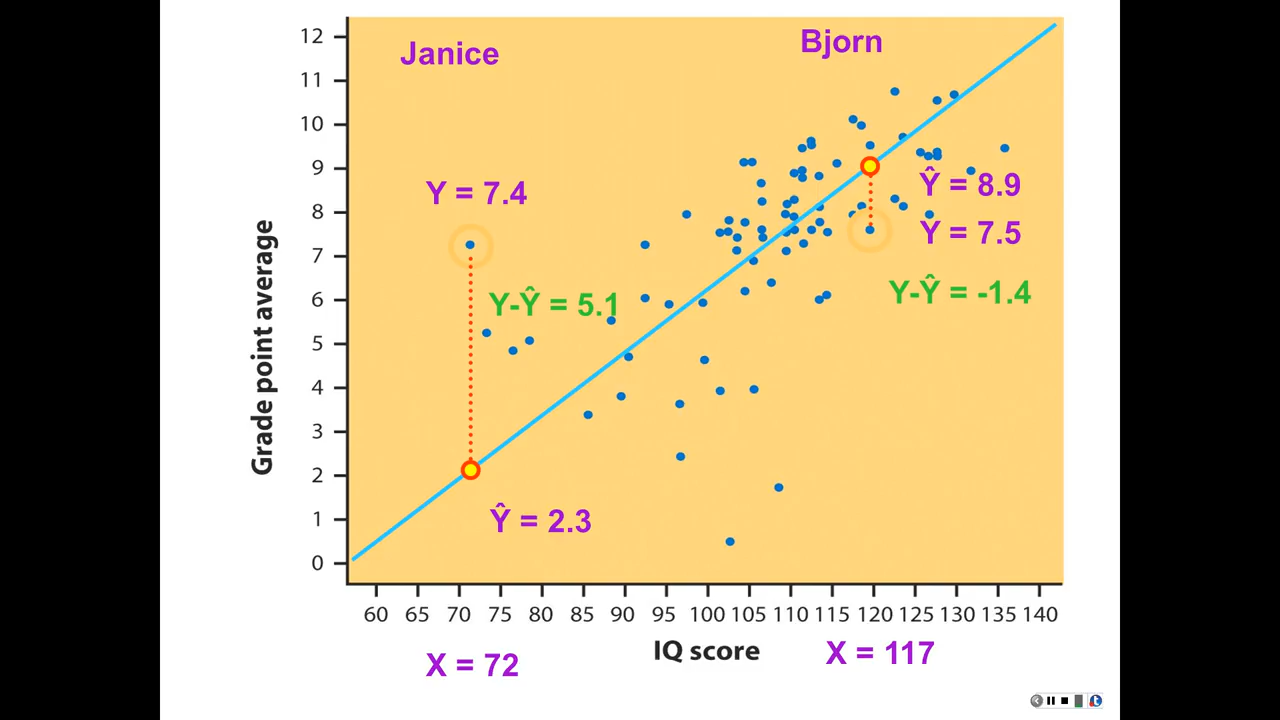 Janice
Bjorn
12
11
10
9
8
7
6
5
4
3
2
1
0
Grade point average
Y = 7.4
Y-Ŷ = 5.1
Ŷ = 2.3
Ŷ = 8.9
Y = 7.5
Y-Ŷ = -1.4
60 65 70 75 80 85 90 95 100 105 110 115 120 125 130 135 140
IQ score
X = 72
X = 117